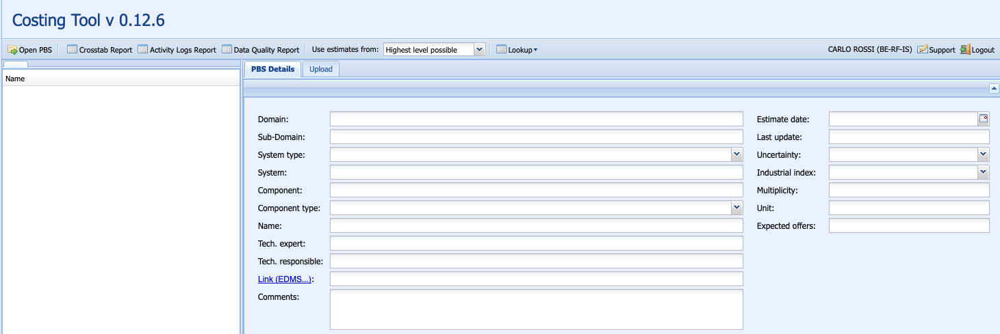 Costing Tool v 0.12.6
Open PBS Crosstab Report Activity Logs Report Data Quality Report Use estimates from: Highest level possible Lookup CARLO ROSSI (BE-RF-IS) Support Logout
Name
PBS Details Upload
Domain: Estimate date:
Sub-Domain: Last update:
System type: Uncertainty:
System: Industrial index:
Component: Multiplicity:
Component type: Unit:
Name: Expected offers:
Tech. expert:
Tech. responsible:
Link (EDMS...):
Comments: